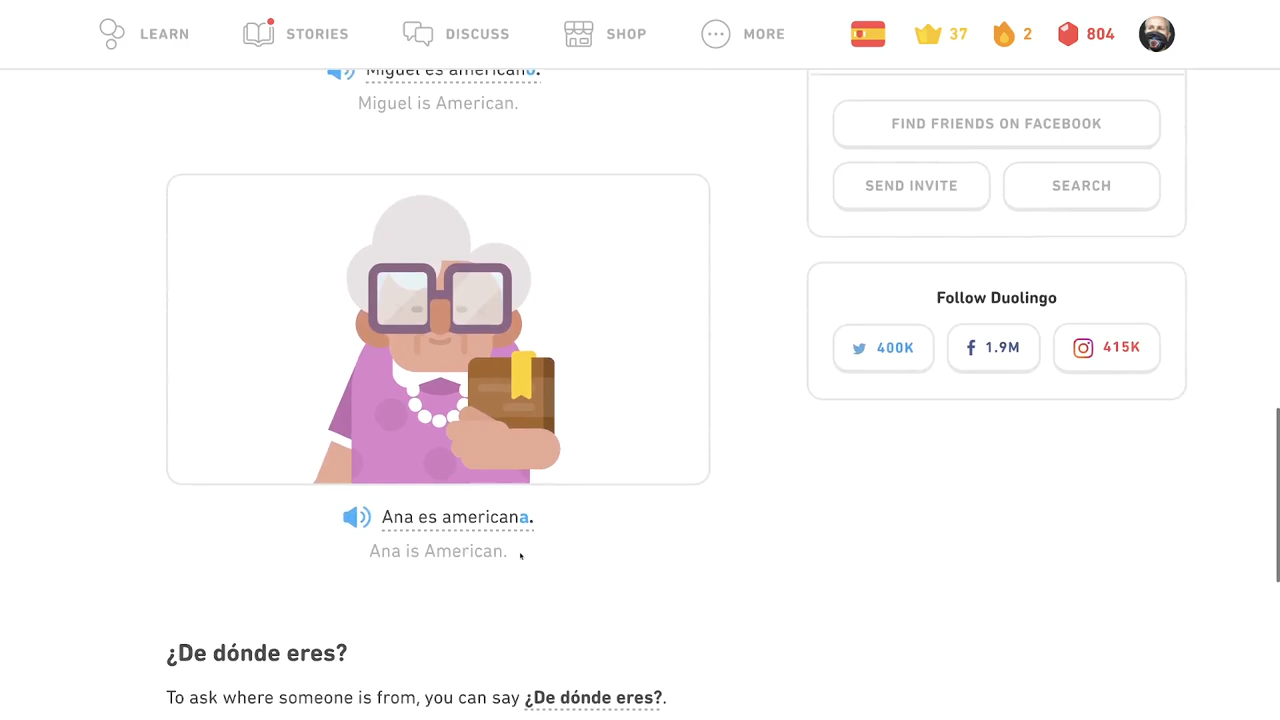 LEARN STORIES DISCUSS SHOP MORE 37 2 804
Miguel es americano.
Miguel is American.
FIND FRIENDS ON FACEBOOK
SEND INVITE SEARCH
Follow Duolingo
400K 1.9M 415K
Ana es americana.
Ana is American.
¿De dónde eres?
To ask where someone is from, you can say ¿De dónde eres?.